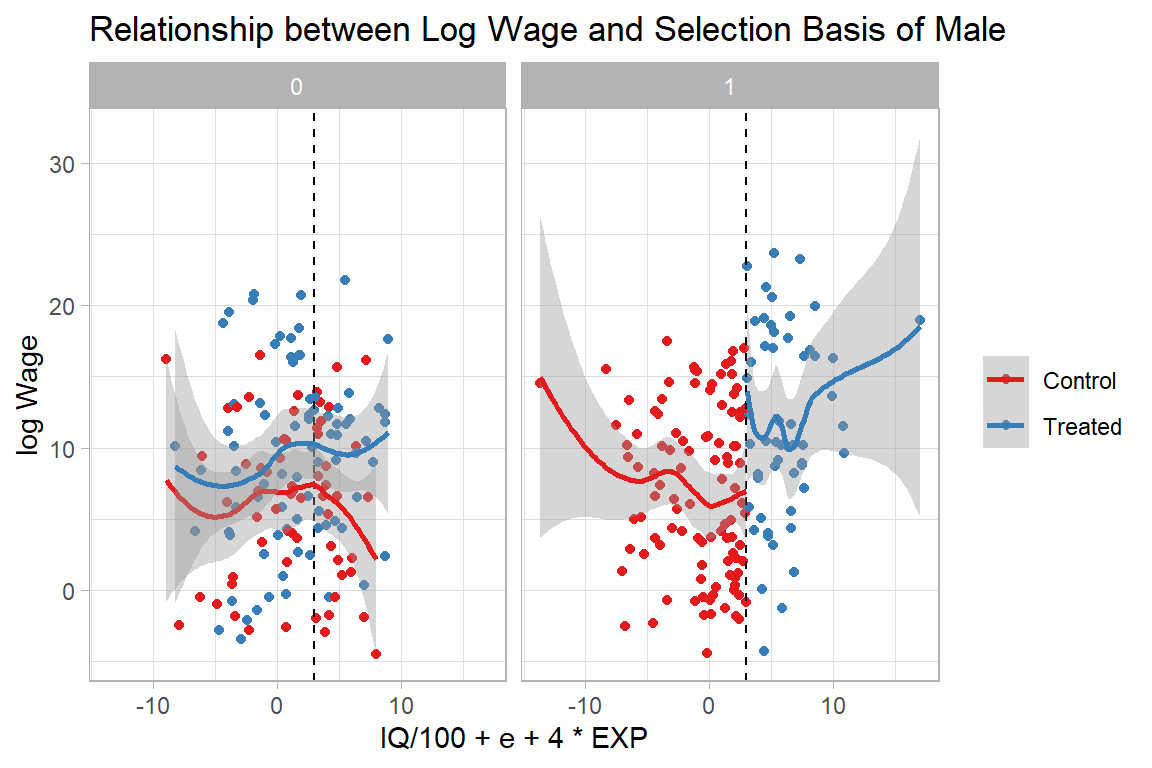 Relationship between Log Wage and Selection Basis of Male
0
1
30
20
10
0
log Wage
-10
0
10
-10
0
10
IQ/100 + e + 4 * EXP
Control
Treated